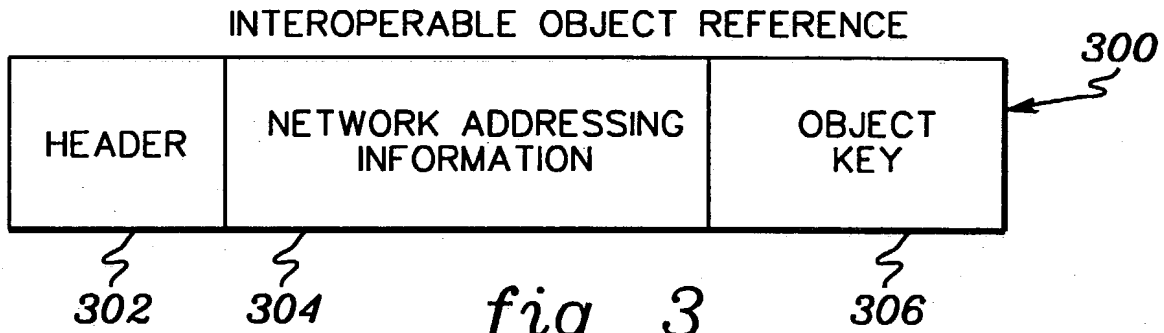 INTEROPERABLE OBJECT REFERENCE
300
HEADER
NETWORK ADDRESSING
INFORMATION
OBJECT
KEY
302
304
306
fig 3